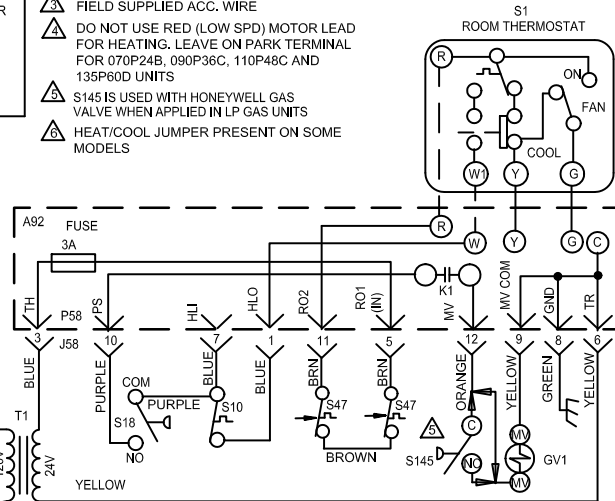 R
3 FIELD SUPPLIED ACC. WIRE
4 DO NOT USE RED (LOW SPD) MOTOR LEAD
FOR HEATING. LEAVE ON PARK TERMINAL
FOR 070P24B, 090P36C, 110P48C AND
135P60D UNITS
5 S145 IS USED WITH HONEYWELL GAS
VALVE WHEN APPLIED IN LP GAS UNITS
6 HEAT/COOL JUMPER PRESENT ON SOME
MODELS
S1
ROOM THERMOSTAT
R
ON
FAN
COOL
W1 Y G
A92
FUSE
3A
R
W Y G C
K1
TH PS HLI HLO RO2 RO1 (IN) MV MV COM GND TR
P58
J58
3 10 7 1 11 5 12 9 8 6
BLUE PURPLE BLUE BLUE BRN BRN ORANGE YELLOW GREEN YELLOW
COM
PURPLE
S18
S10
S47 S47
NO
BROWN
T1
120V
24V
5
S145
C
NO
MV
GV1
MV
YELLOW